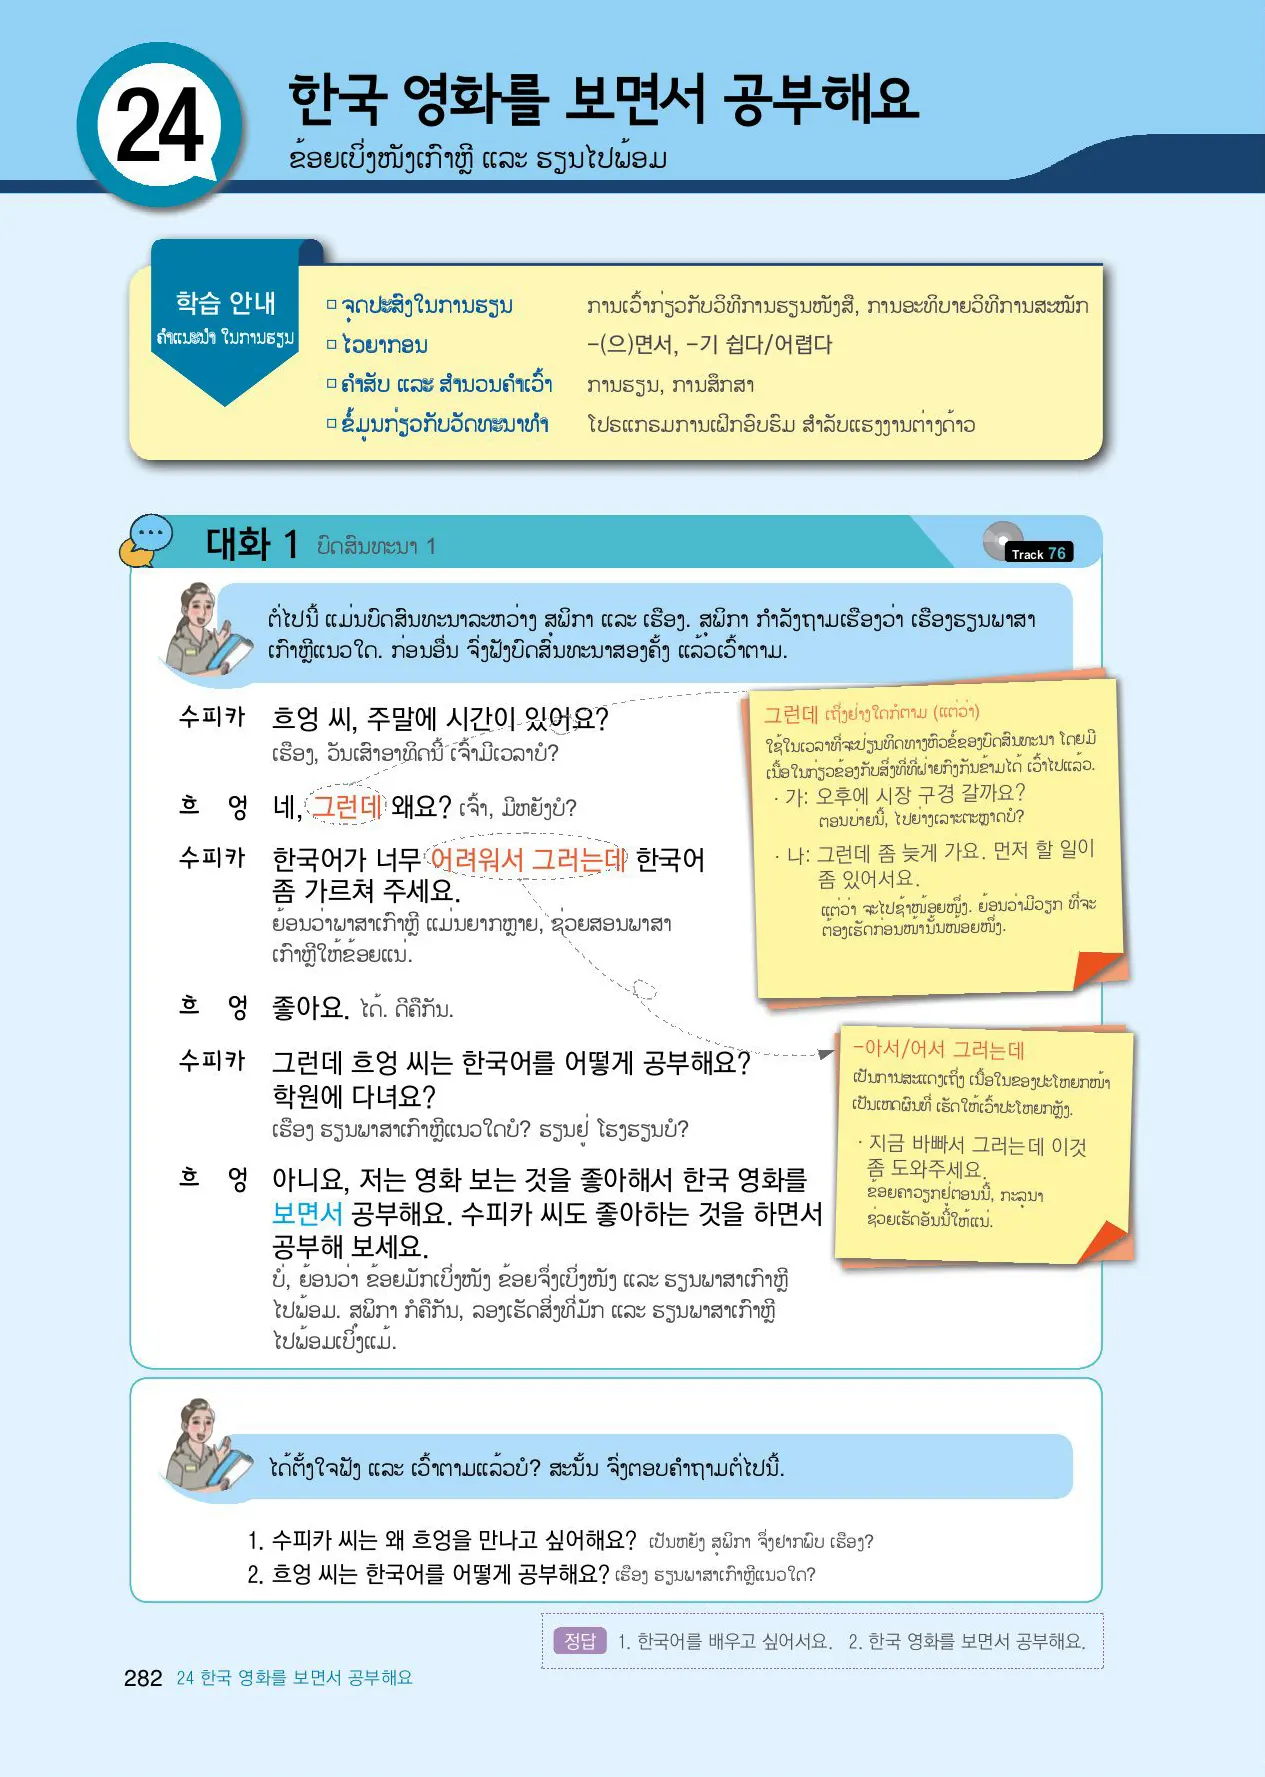 24
한국 영화를 보면서 공부해요
ຂ້ອຍເບິ່ງໜັງເກົາຫຼີ ແລະ ຮຽນໄປພ້ອມ
학습 안내
ຄຳແນະນຳ ໃນການຮຽນ
□ ຈຸດປະສົງໃນການຮຽນ ການເວົ້າກ່ຽວກັບວິທີການຮຽນໜັງສື, ການອະທິບາຍວິທີການສະໝັກ
□ ໄວຍາກອນ -(으)면서, -기 쉽다/어렵다
□ ຄຳສັບ ແລະ ສຳນວນຄຳເວົ້າ ການຮຽນ, ການສຶກສາ
□ ຂໍ້ມູນກ່ຽວກັບວັດທະນາທຳ ໂປຣແກຣມການເຝິກອົບຮົມ ສຳລັບແຮງງານຕ່າງດ້າວ
대화 1 ບົດສົນທະນາ 1
Track 76
ຕໍ່ໄປນີ້ ແມ່ນບົດສົນທະນາລະຫວ່າງ ສຸພິກາ ແລະ ເຮືອງ. ສຸພິກາ ກຳລັງຖາມເຮືອງວ່າ ເຮືອງຮຽນພາສາ
ເກົາຫຼີແນວໃດ. ກ່ອນອື່ນ ຈົ່ງຟັງບົດສົນທະນາສອງຄັ້ງ ແລ້ວເວົ້າຕາມ.
수피카 흐엉 씨, 주말에 시간이 있어요?
ເຮືອງ, ວັນເສົາອາທິດນີ້ ເຈົ້າມີເວລາບໍ?
흐 엉 네, 그런데 왜요? ເຈົ້າ, ມີຫຍັງບໍ?
수피카 한국어가 너무 어려워서 그러는데 한국어
좀 가르쳐 주세요.
ຍ້ອນວ່າພາສາເກົາຫຼີ ແມ່ນຍາກຫຼາຍ, ຊ່ວຍສອນພາສາ
ເກົາຫຼີໃຫ້ຂ້ອຍແນ່.
흐 엉 좋아요. ໄດ້. ດີຄືກັນ.
수피카 그런데 흐엉 씨는 한국어를 어떻게 공부해요?
학원에 다녀요?
ເຮືອງ ຮຽນພາສາເກົາຫຼີແນວໃດບໍ? ຮຽນຢູ່ ໂຮງຮຽນບໍ?
흐 엉 아니요, 저는 영화 보는 것을 좋아해서 한국 영화를
보면서 공부해요. 수피카 씨도 좋아하는 것을 하면서
공부해 보세요.
ບໍ່, ຍ້ອນວ່າ ຂ້ອຍມັກເບິ່ງໜັງ ຂ້ອຍຈຶ່ງເບິ່ງໜັງ ແລະ ຮຽນພາສາເກົາຫຼີ
ໄປພ້ອມ. ສຸພິກາ ກໍຄືກັນ, ລອງເຮັດສິ່ງທີ່ມັກ ແລະ ຮຽນພາສາເກົາຫຼີ
ໄປພ້ອມເບິ່ງແມ້.
그런데 ເຖິງຢ່າງໃດກໍຕາມ (ແຕ່ວ່າ)
ໃຊ້ໃນເວລາທີ່ຈະປ່ຽນທິດທາງຫົວຂໍ້ຂອງບົດສົນທະນາ ໂດຍມີ
ເນື້ອໃນກ່ຽວຂ້ອງກັບສິ່ງທີ່ທີ່ຝ່າຍກົງກັນຂ້າມໄດ້ ເວົ້າໄປແລ້ວ.
· 가: 오후에 시장 구경 갈까요?
ຕອນບ່າຍນີ້, ໄປຍ່າງເລາະຕະຫຼາດບໍ?
· 나: 그런데 좀 늦게 가요. 먼저 할 일이
좀 있어서요.
ແຕ່ວ່າ ຈະໄປຊ້າໜ້ອຍໜຶ່ງ. ຍ້ອນວ່າມີວຽກ ທີ່ຈະ
ຕ້ອງເຮັດກ່ອນໜ້ານັ້ນໜອຍໜຶ່ງ.
-아서/어서 그러는데
ເປັນການສະແດງເຖິງ ເນື້ອໃນຂອງປະໂຫຍກໜ້າ
ເປັນເຫດຜົນທີ່ ເຮັດໃຫ້ເວົ້າປະໂຫຍກຫຼັງ.
· 지금 바빠서 그러는데 이것
좀 도와주세요.
ຂ້ອຍຄາວຽກຢູ່ຕອນນີ້, ກະລຸນາ
ຊ່ວຍເຮັດອັນນີ້ໃຫ້ແນ່.
ໄດ້ຕັ້ງໃຈຟັງ ແລະ ເວົ້າຕາມແລ້ວບໍ? ສະນັ້ນ ຈົ່ງຕອບຄຳຖາມຕໍ່ໄປນີ້.
1. 수피카 씨는 왜 흐엉을 만나고 싶어해요? ເປັນຫຍັງ ສຸພິກາ ຈຶ່ງຢາກພົບ ເຮືອງ?
2. 흐엉 씨는 한국어를 어떻게 공부해요? ເຮືອງ ຮຽນພາສາເກົາຫຼີແນວໃດ?
정답 1. 한국어를 배우고 싶어서요. 2. 한국 영화를 보면서 공부해요.
282 24 한국 영화를 보면서 공부해요